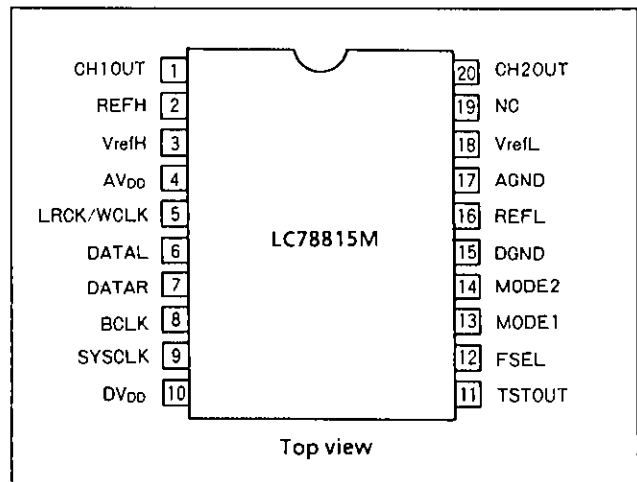 CH1OUT 1 20 CH2OUT
REFH 2 19 NC
VrefH 3 18 VrefL
AVDD 4 17 AGND
LRCK/WCLK 5 16 REFL
LC78815M
DATAL 6 15 DGND
DATAR 7 14 MODE2
BCLK 8 13 MODE1
SYSCLK 9 12 FSEL
DVDD 10 11 TSTOUT
Top view